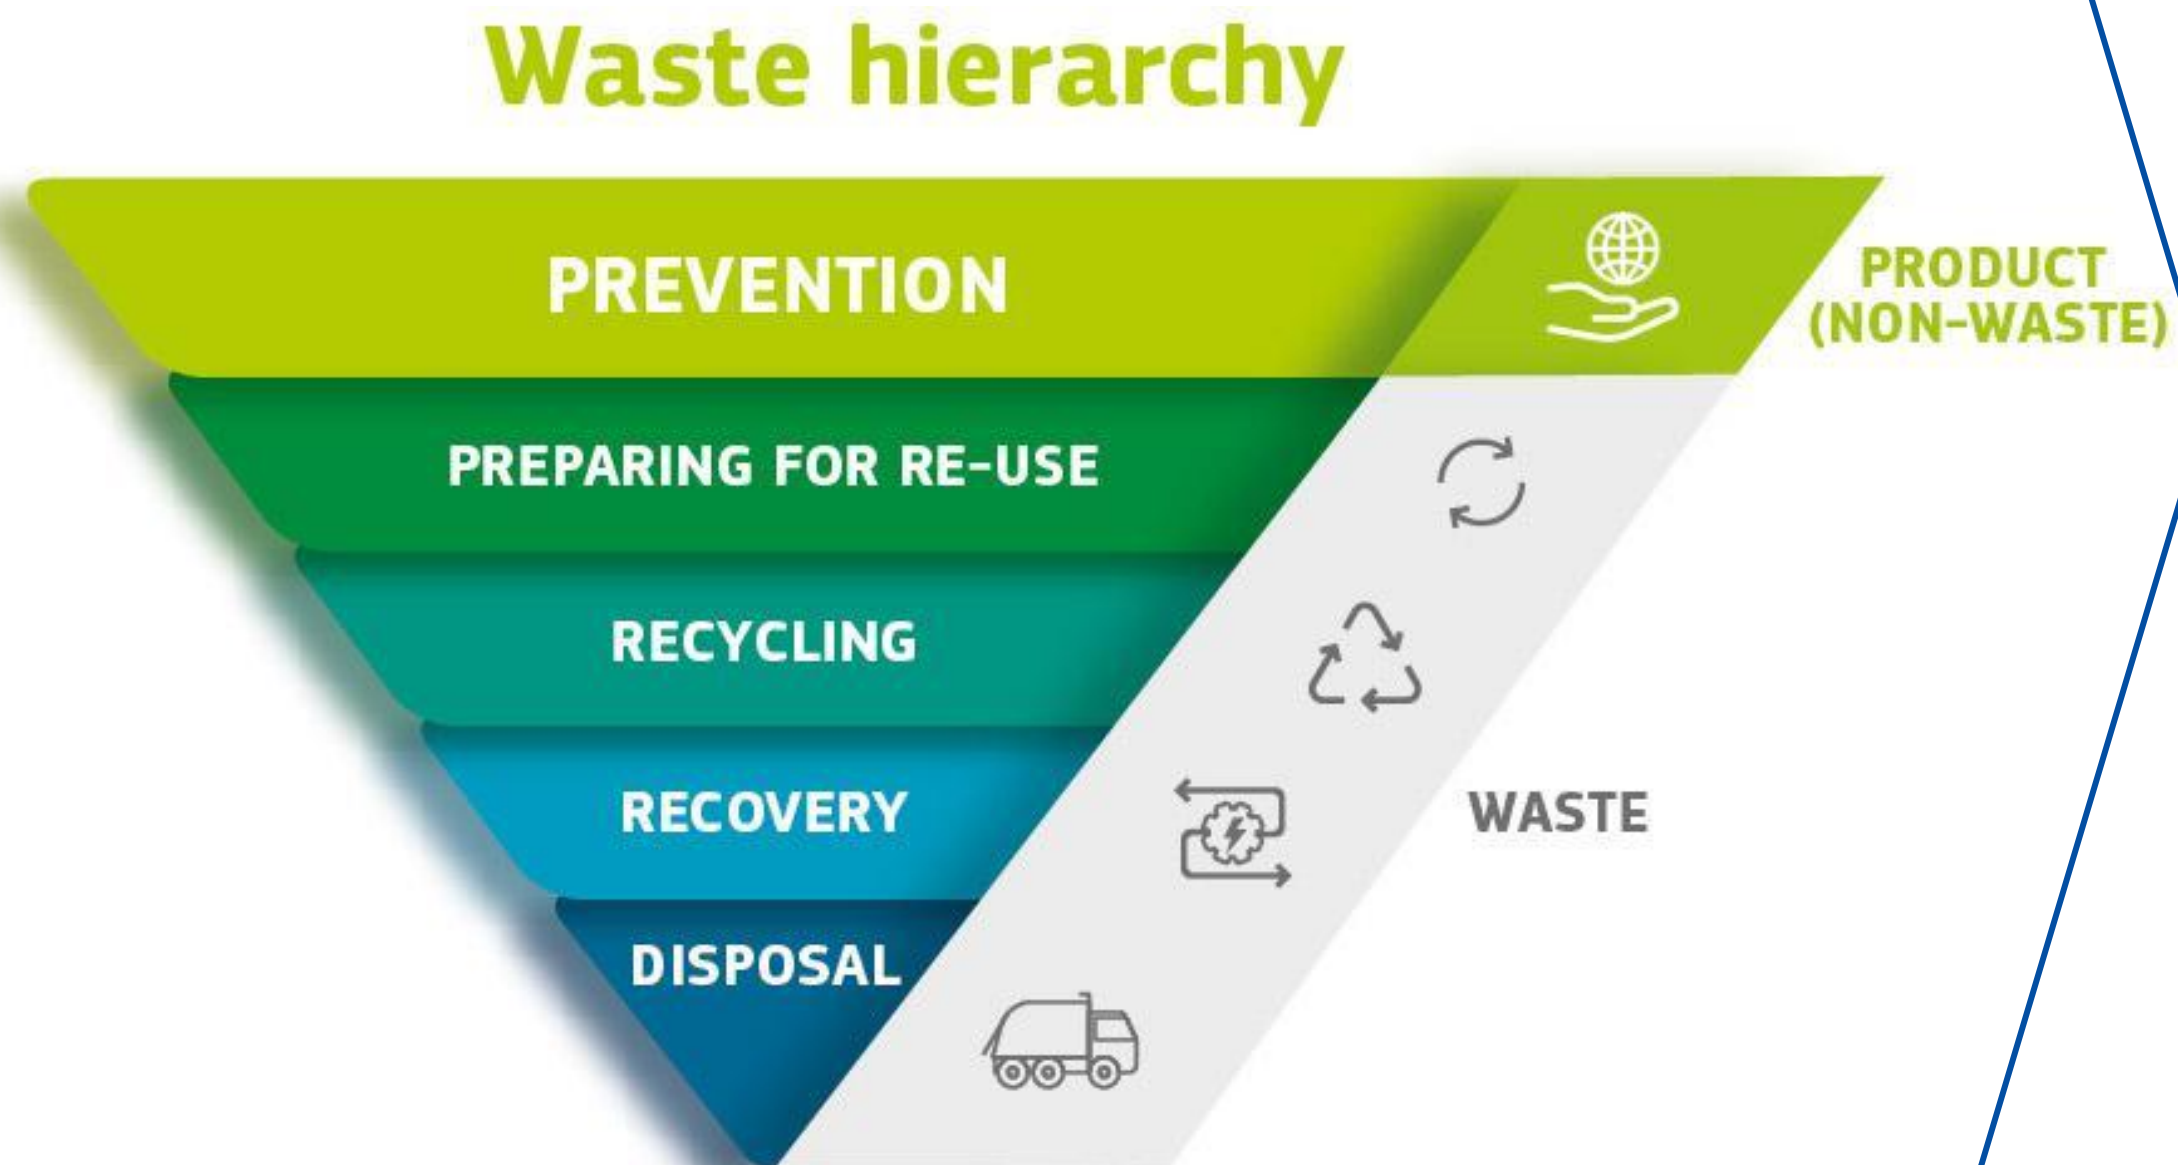 Waste hierarchy
PREVENTION
PRODUCT
(NON-WASTE)
PREPARING FOR RE-USE
RECYCLING
RECOVERY
WASTE
DISPOSAL